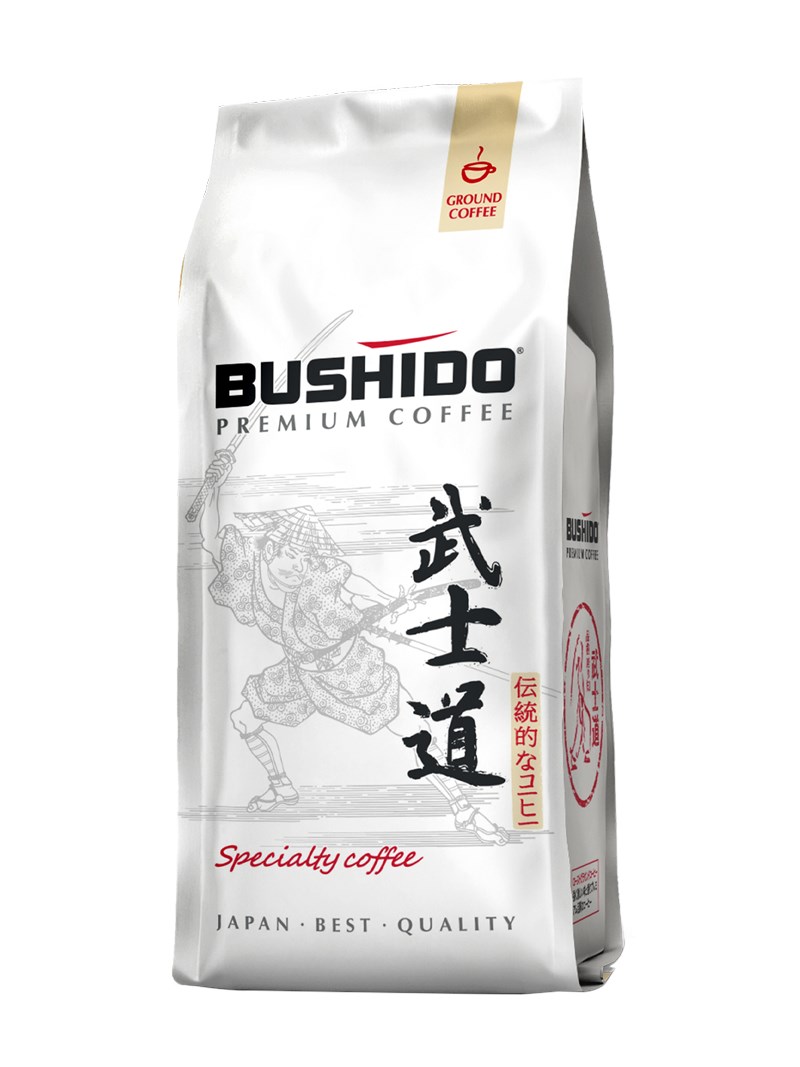 GROUND
COFFEE
BUSHIDO®
PREMIUM COFFEE
武士道
伝統的なコーヒー
Specialty coffee
JAPAN · BEST · QUALITY
BUSHIDO
PREMIUM COFFEE